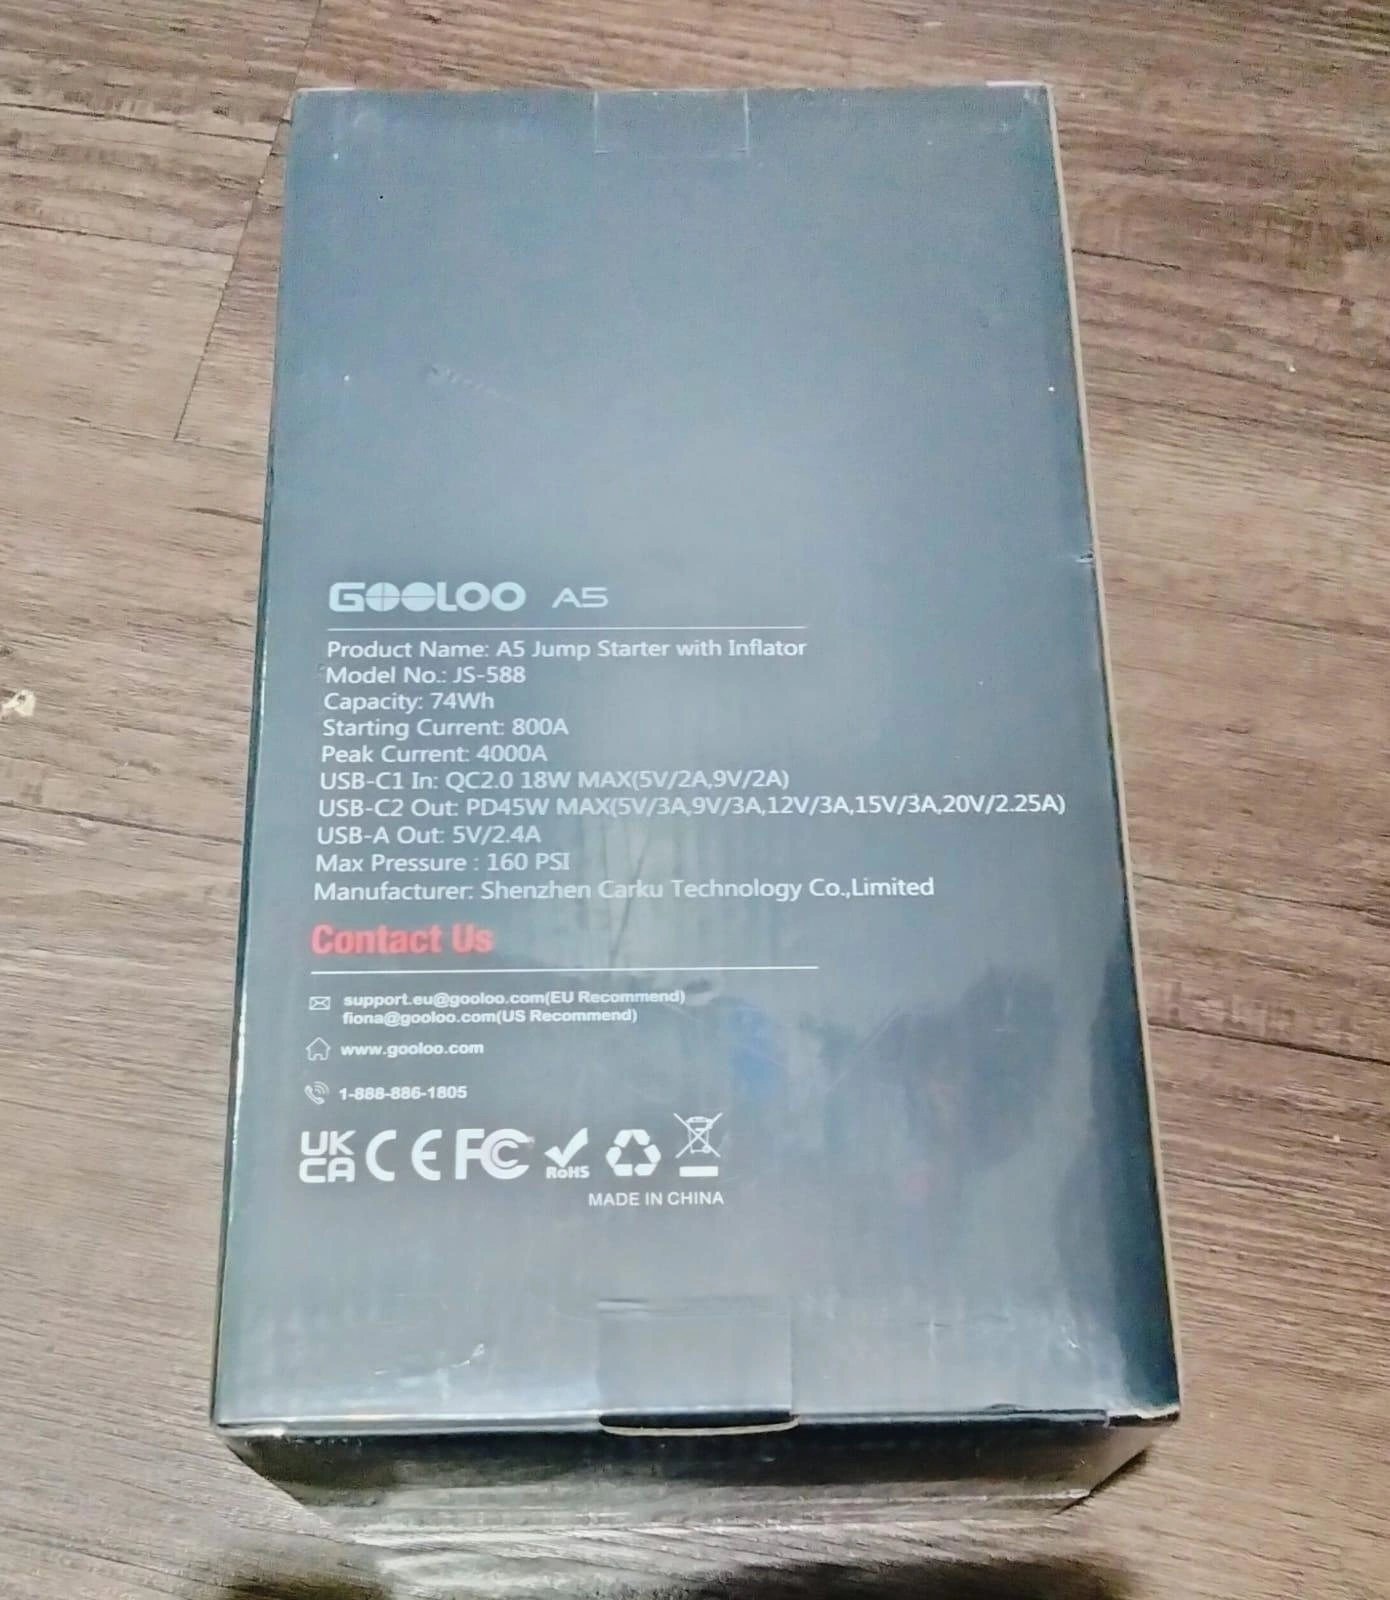 GOOLOO A5
Product Name: A5 Jump Starter with Inflator
Model No.: JS-588
Capacity: 74Wh
Starting Current: 800A
Peak Current: 4000A
USB-C1 In: QC2.0 18W MAX(5V/2A,9V/2A)
USB-C2 Out: PD45W MAX(5V/3A,9V/3A,12V/3A,15V/3A,20V/2.25A)
USB-A Out: 5V/2.4A
Max Pressure : 160 PSI
Manufacturer: Shenzhen Carku Technology Co.,Limited
Contact Us
support.eu@gooloo.com(EU Recommend)
fiona@gooloo.com(US Recommend)
www.gooloo.com
1-888-886-1805
UK CA CE FC RoHS
MADE IN CHINA